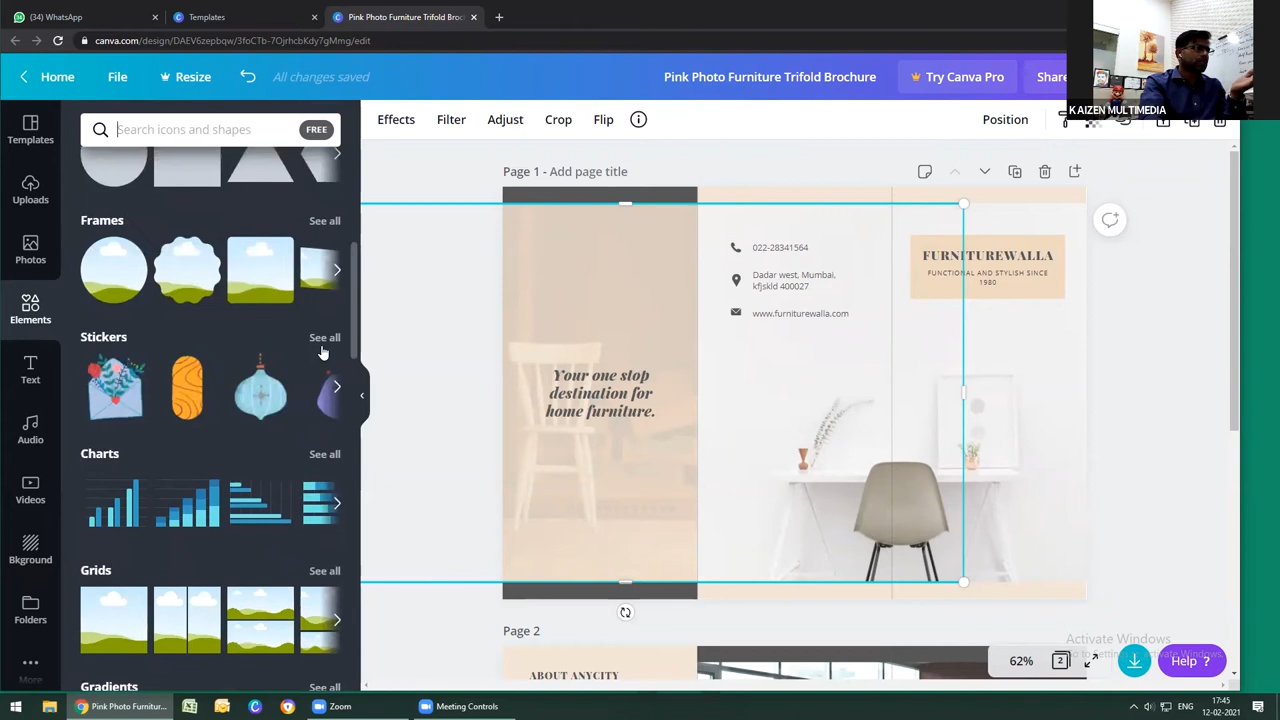 (34) WhatsApp
Templates
Pink Photo Furniture Trifold Broc
canva.com/design/DAEV6zepbqw/3foCTb-7OjrhcbKdy7gMmg/edit
Home
File
Resize
All changes saved
Pink Photo Furniture Trifold Brochure
Try Canva Pro
Share
KAIZEN MULTIMEDIA
Templates
Uploads
Photos
Elements
Text
Audio
Videos
Bkground
Folders
More
Search icons and shapes
FREE
Frames
See all
Stickers
See all
Charts
See all
Grids
See all
Gradients
See all
Effects
Filter
Adjust
Crop
Flip
Position
Page 1 - Add page title
Your one stop
destination for
home furniture.
022-28341564
Dadar west, Mumbai,
kfjskld 400027
www.furniturewalla.com
FURNITUREWALLA
FUNCTIONAL AND STYLISH SINCE
1980
Page 2
ABOUT ANYCITY
Activate Windows
62%
2
Help ?
Pink Photo Furnitur...
Zoom
Meeting Controls
ENG
17:45
12-02-2021